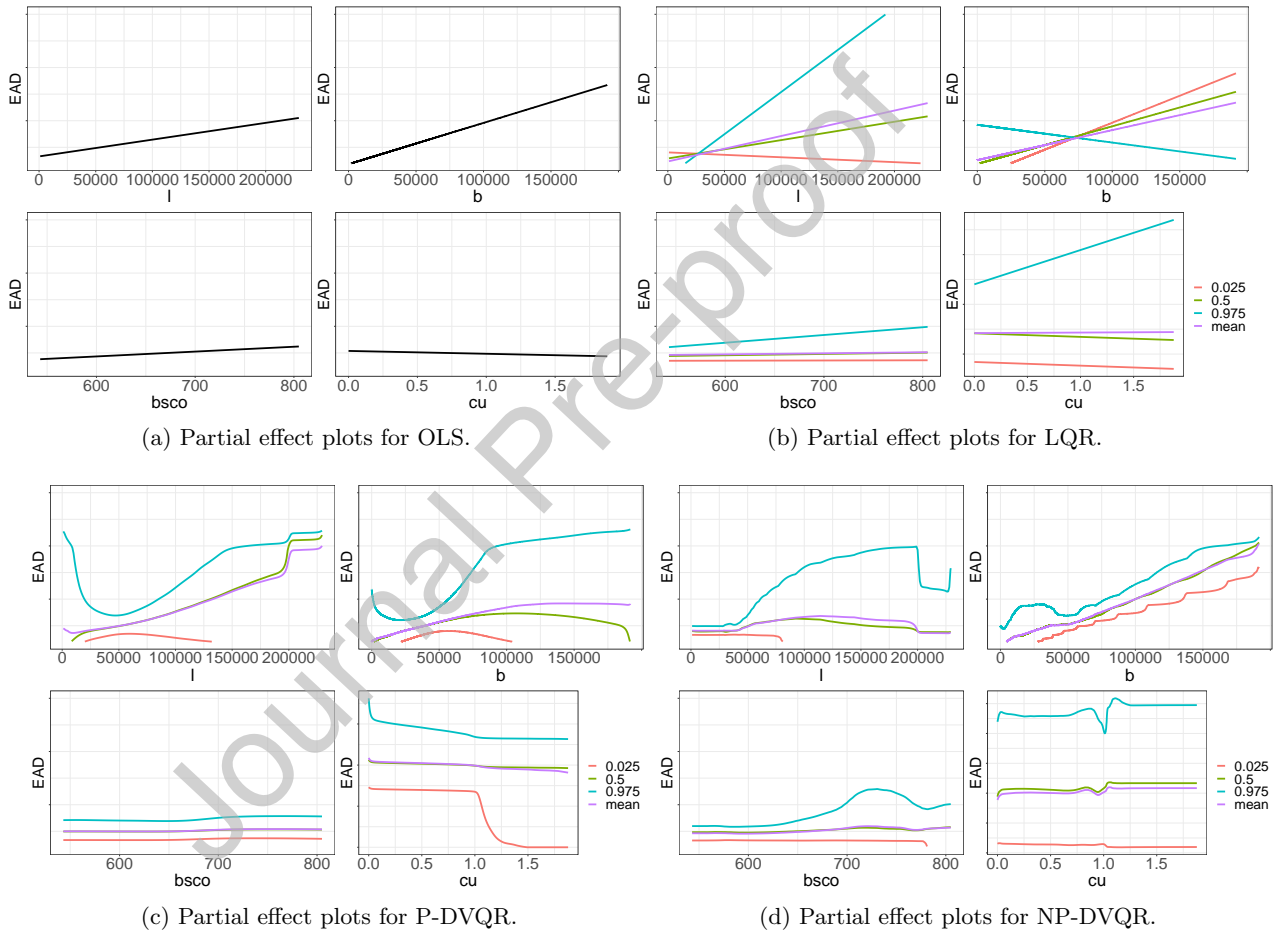 EAD
EAD
0 50000 100000 150000 200000
l
0 50000 100000 150000
b
EAD
EAD
600 700 800
bsco
0.0 0.5 1.0 1.5
cu
(a) Partial effect plots for OLS.
EAD
EAD
0 50000 100000 150000 200000
l
0 50000 100000 150000
b
EAD
EAD
600 700 800
bsco
0.0 0.5 1.0 1.5
cu
0.025
0.5
0.975
mean
(b) Partial effect plots for LQR.
EAD
EAD
0 50000 100000 150000 200000
l
0 50000 100000 150000
b
EAD
EAD
600 700 800
bsco
0.0 0.5 1.0 1.5
cu
0.025
0.5
0.975
mean
(c) Partial effect plots for P-DVQR.
EAD
EAD
0 50000 100000 150000 200000
l
0 50000 100000 150000
b
EAD
EAD
600 700 800
bsco
0.0 0.5 1.0 1.5
cu
0.025
0.5
0.975
mean
(d) Partial effect plots for NP-DVQR.
Journal Pre-proof